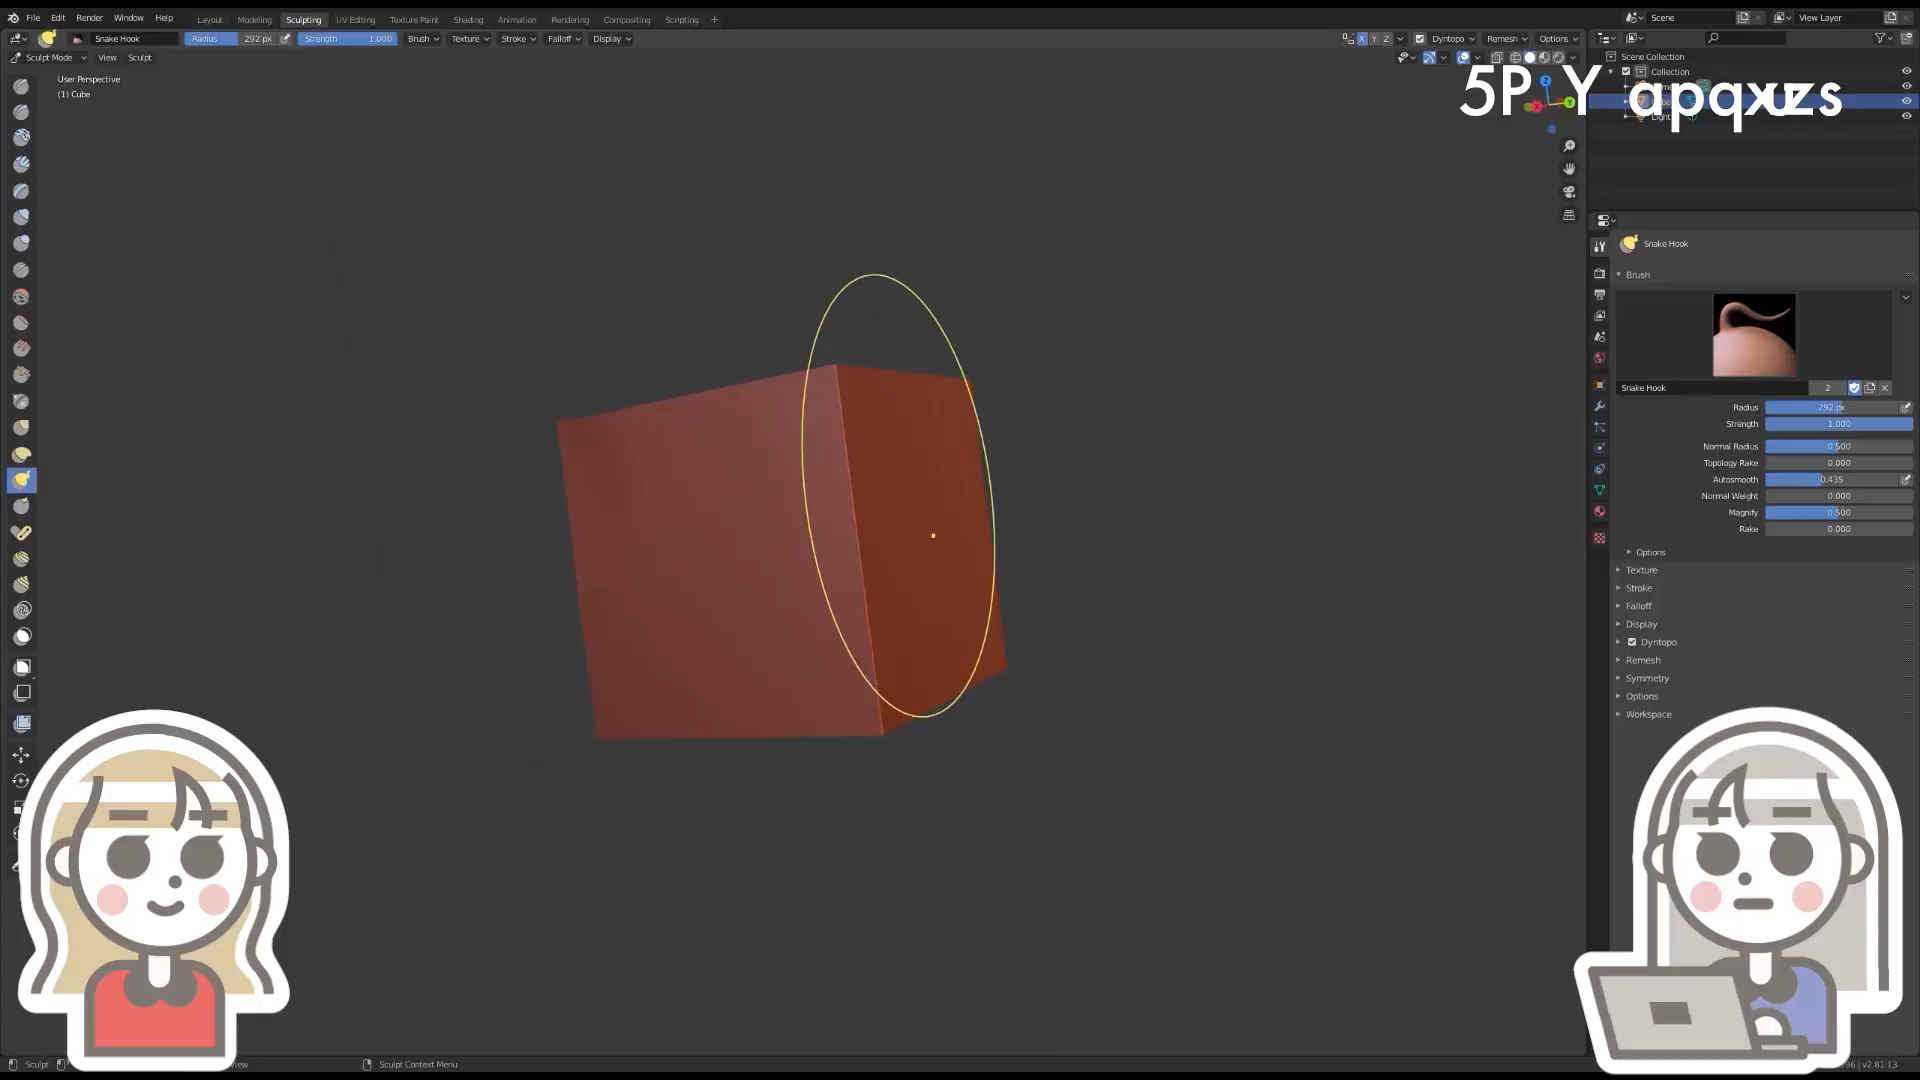 File Edit Render Window Help Layout Modeling Sculpting UV Editing Texture Paint Shading Animation Rendering Compositing Scripting + Scene View Layer
Snake Hook Radius 292 px Strength 1.000 Brush Texture Stroke Falloff Display X Y Z Dyntopo Remesh Options
Sculpt Mode View Sculpt
User Perspective
(1) Cube
Scene Collection
Collection
5P Y
Snake Hook
Brush
Snake Hook 2
Radius 292 px
Strength 1.000
Normal Radius 0.500
Topology Rake 0.000
Autosmooth 0.435
Normal Weight 0.000
Magnify 0.500
Rake 0.000
Options
Texture
Stroke
Falloff
Display
Dyntopo
Remesh
Symmetry
Options
Workspace
Sculpt Sculpt Context Menu v2.81.13